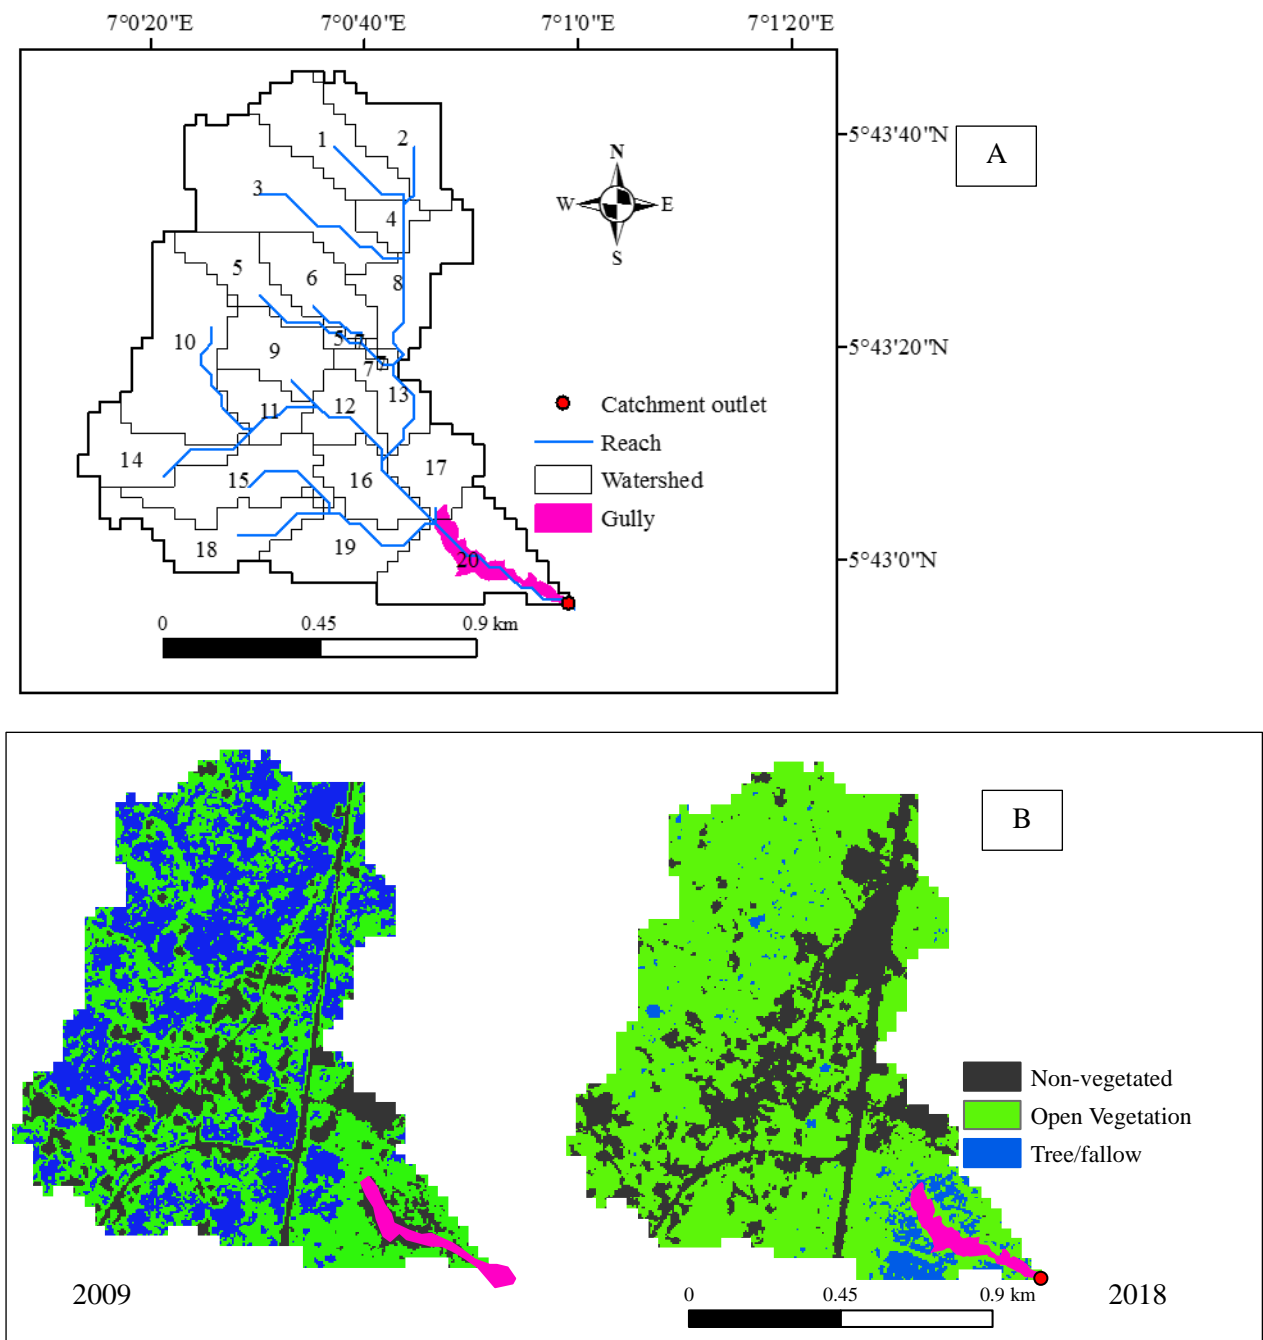 7°0'20"E 7°0'40"E 7°1'0"E 7°1'20"E
5°43'40"N
A
1 2
N
3
W E
4
S
5 6
8
10
5 7
5°43'20"N
9
7 7
13
11 12
Catchment outlet
Reach
14
15 16 17
Watershed
Gully
18 19
20
5°43'0"N
0 0.45 0.9 km
B
Non-vegetated
Open Vegetation
Tree/fallow
2009
0 0.45 0.9 km
2018